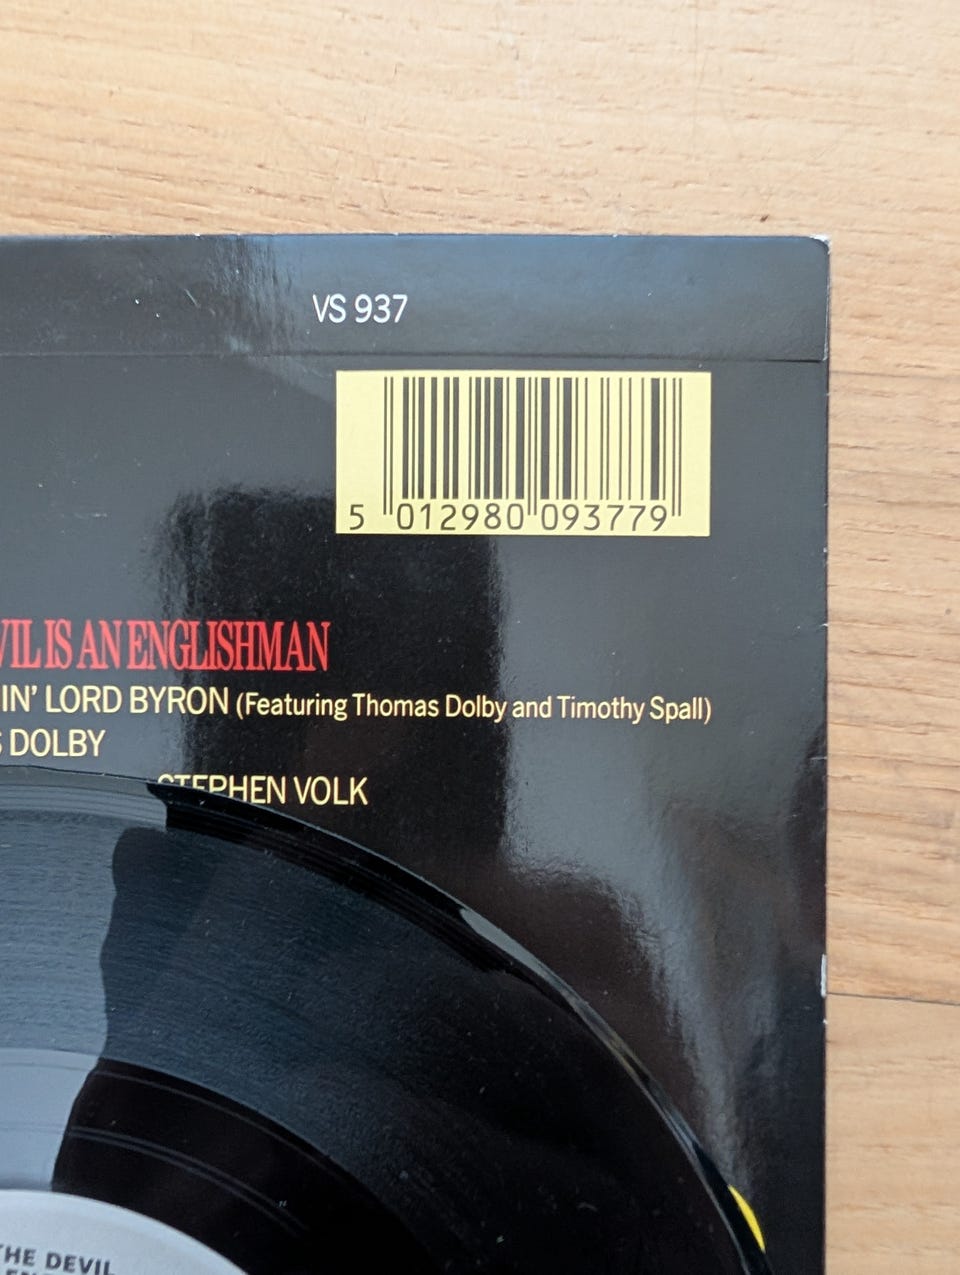 VS 937
5 012980 093779
VIL IS AN ENGLISHMAN
IN' LORD BYRON (Featuring Thomas Dolby and Timothy Spall)
S DOLBY
STEPHEN VOLK
THE DEVIL